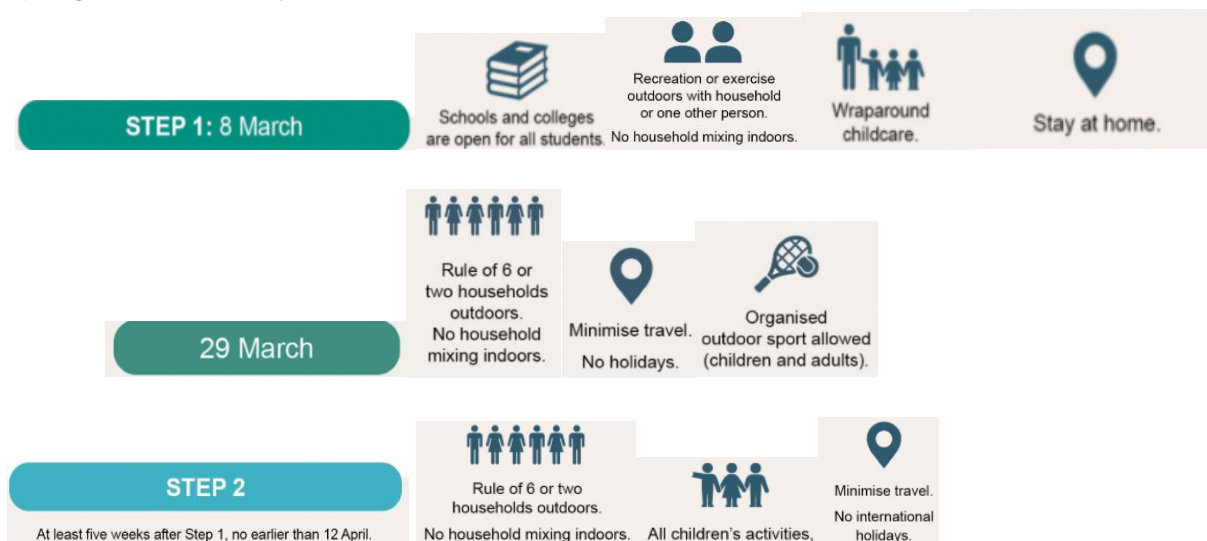 STEP 1: 8 March
Schools and colleges
are open for all students.
Recreation or exercise
outdoors with household
or one other person.
No household mixing indoors.
Wraparound
childcare.
Stay at home.
29 March
Rule of 6 or
two households
outdoors.
No household
mixing indoors.
Minimise travel.
No holidays.
Organised
outdoor sport allowed
(children and adults).
STEP 2
At least five weeks after Step 1, no earlier than 12 April.
Rule of 6 or two
households outdoors.
No household mixing indoors.
All children's activities,
Minimise travel.
No international
holidays.